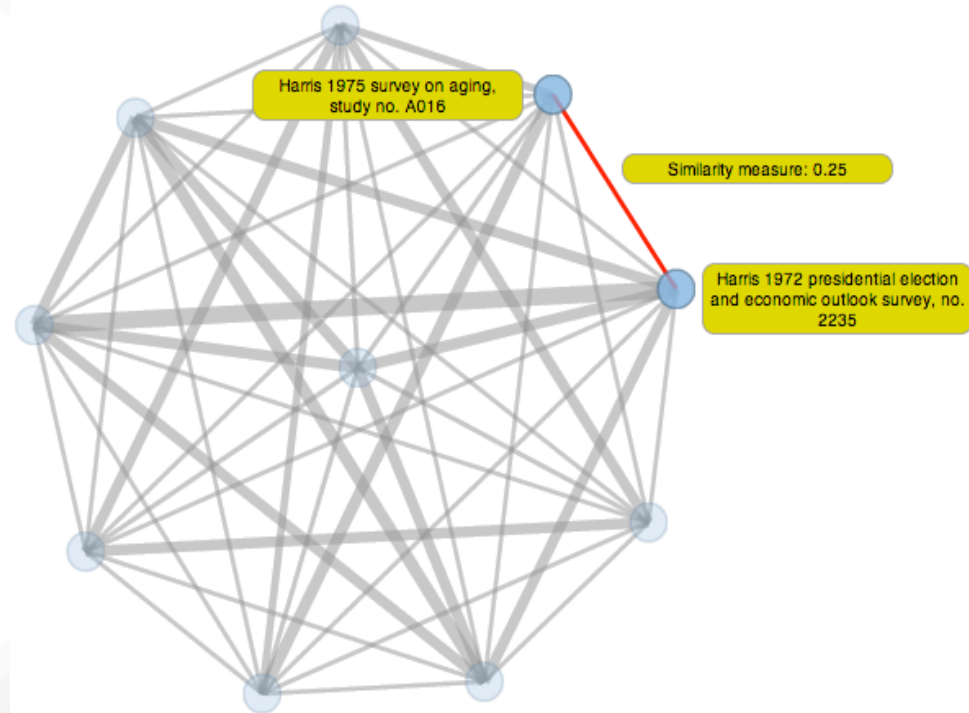 Harris 1975 survey on aging,
study no. A016
Similarity measure: 0.25
Harris 1972 presidential election
and economic outlook survey, no.
2235